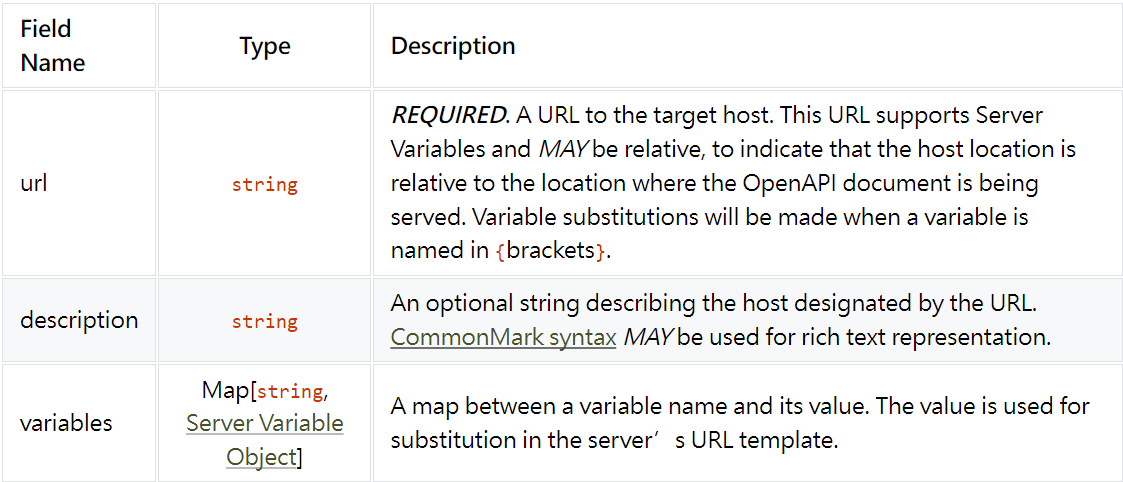 Field
Name
Type
Description
url
string
REQUIRED. A URL to the target host. This URL supports Server
Variables and MAY be relative, to indicate that the host location is
relative to the location where the OpenAPI document is being
served. Variable substitutions will be made when a variable is
named in {brackets}.
description
string
An optional string describing the host designated by the URL.
CommonMark syntax MAY be used for rich text representation.
variables
Map[string,
Server Variable
Object]
A map between a variable name and its value. The value is used for
substitution in the server’s URL template.